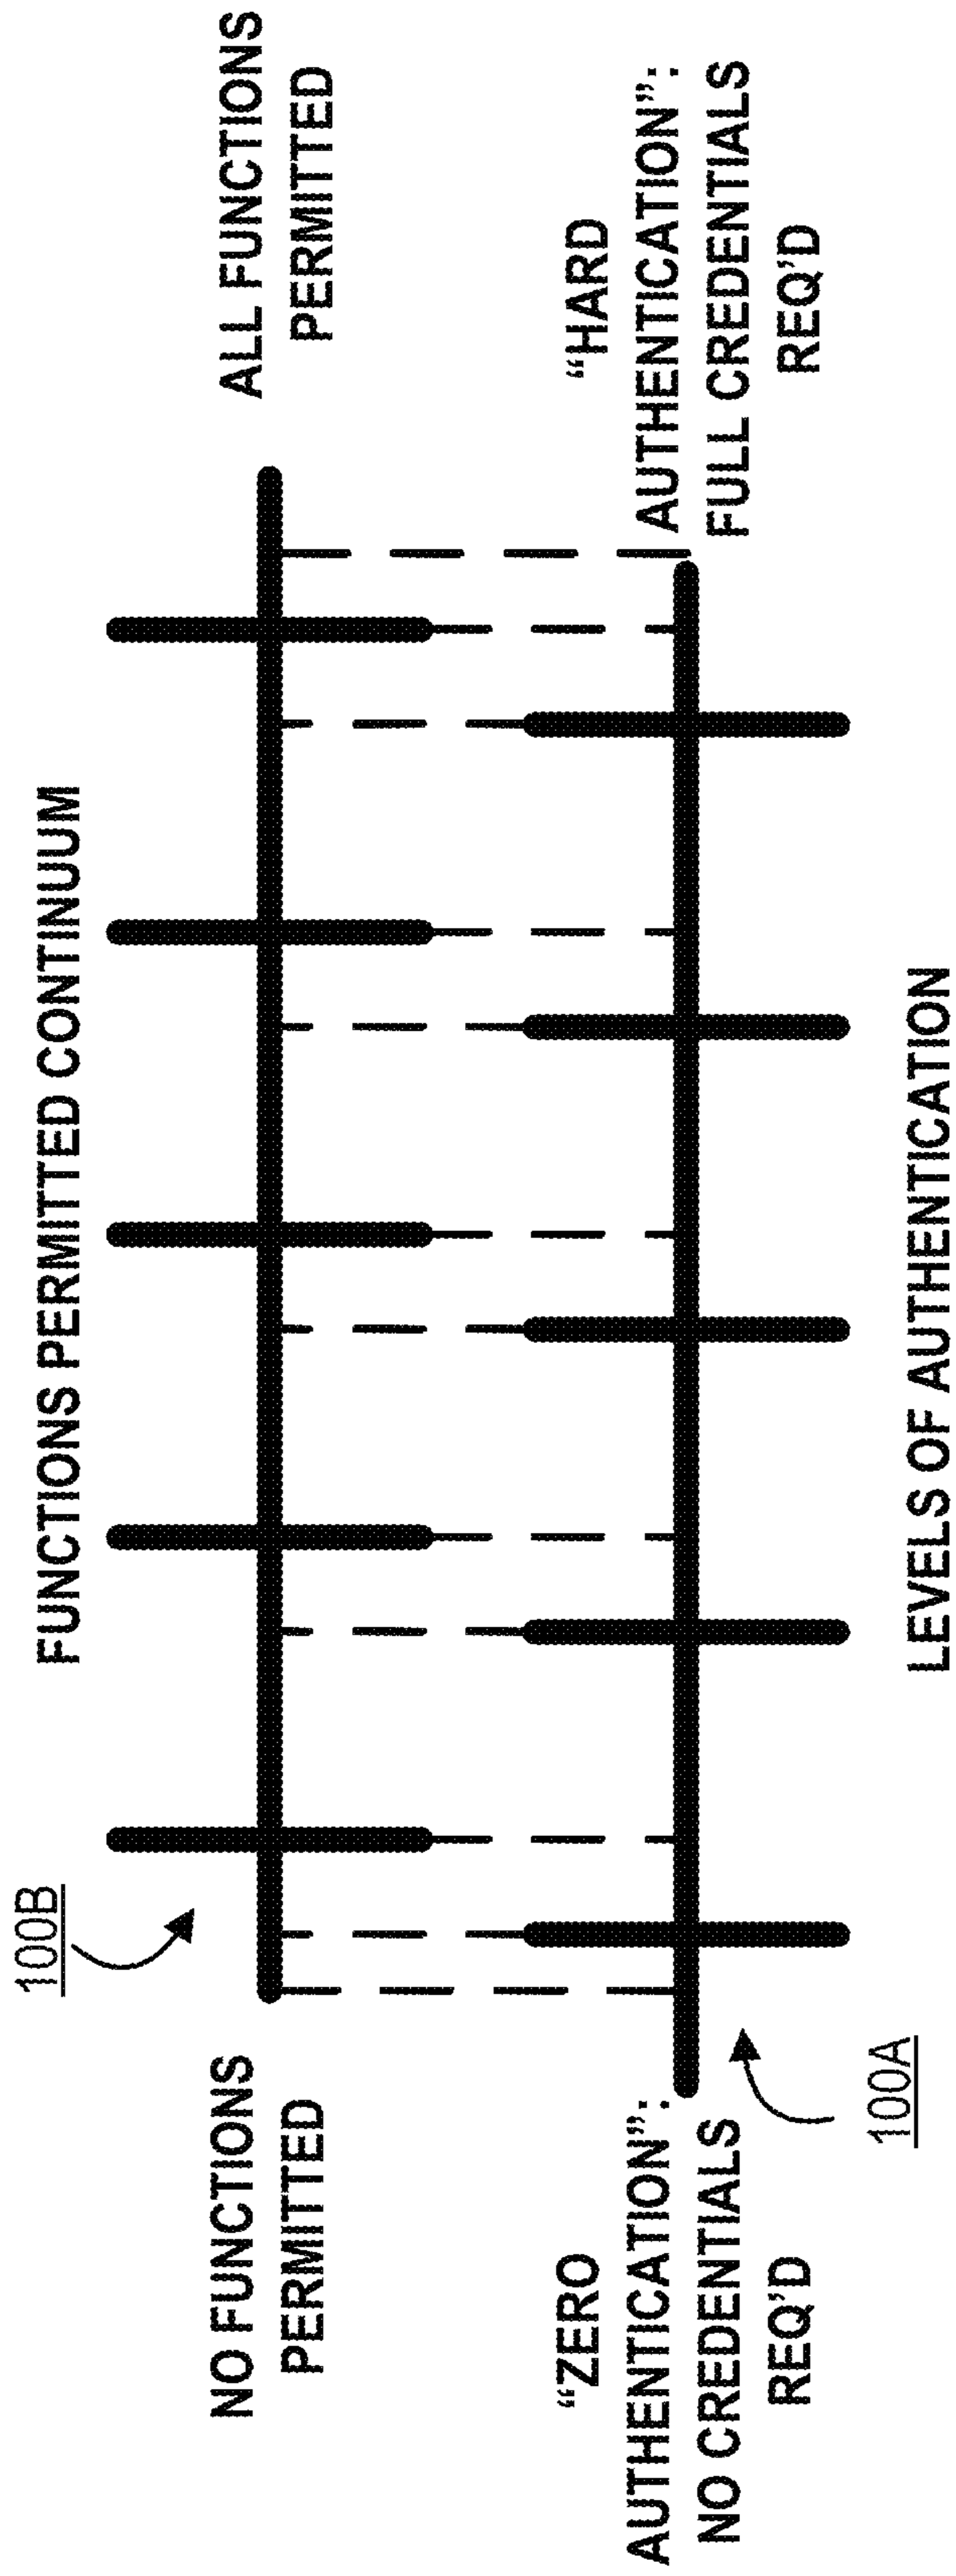 FUNCTIONS PERMITTED CONTINUUM
100B
NO FUNCTIONS
PERMITTED
ALL FUNCTIONS
PERMITTED
"ZERO
AUTHENTICATION":
NO CREDENTIALS
REQ'D
"HARD
AUTHENTICATION":
FULL CREDENTIALS
REQ'D
100A
LEVELS OF AUTHENTICATION